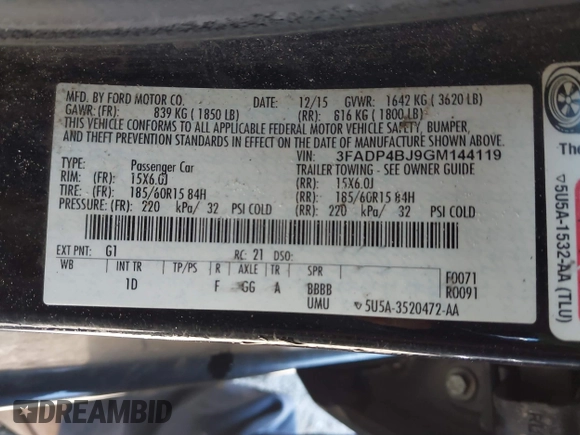 MFD. BY FORD MOTOR CO. DATE: 12/15 GVWR: 1642 KG ( 3620 LB)
GAWR:(FR): 839 KG ( 1850 LB) (RR): 816 KG ( 1800 LB)
THIS VEHICLE CONFORMS TO ALL APPLICABLE FEDERAL MOTOR VEHICLE SAFETY, BUMPER,
AND THEFT PREVENTION STANDARDS IN EFFECT ON THE DATE OF MANUFACTURE SHOWN ABOVE.
VIN: 3FADP4BJ9GM144119
TYPE: Passenger Car TRAILER TOWING - SEE OWNER GUIDE
RIM: (FR) 15X6.0J (RR): 15X6.0J
TIRE: (FR) 185/60R15 84H (RR): 185/60R15 84H
PRESSURE: (FR) 220 kPa/ 32 PSI COLD (RR) 220 kPa/ 32 PSI COLD
EXT PNT: G1 RC: 21 DSO:
WB INT TR TP/PS R AXLE TR SPR F0071
1D F GG A BBBB R0091
UMU 5U5A-3520472-AA
The
5U5A-1532-AA (TLU)
DREAMBID